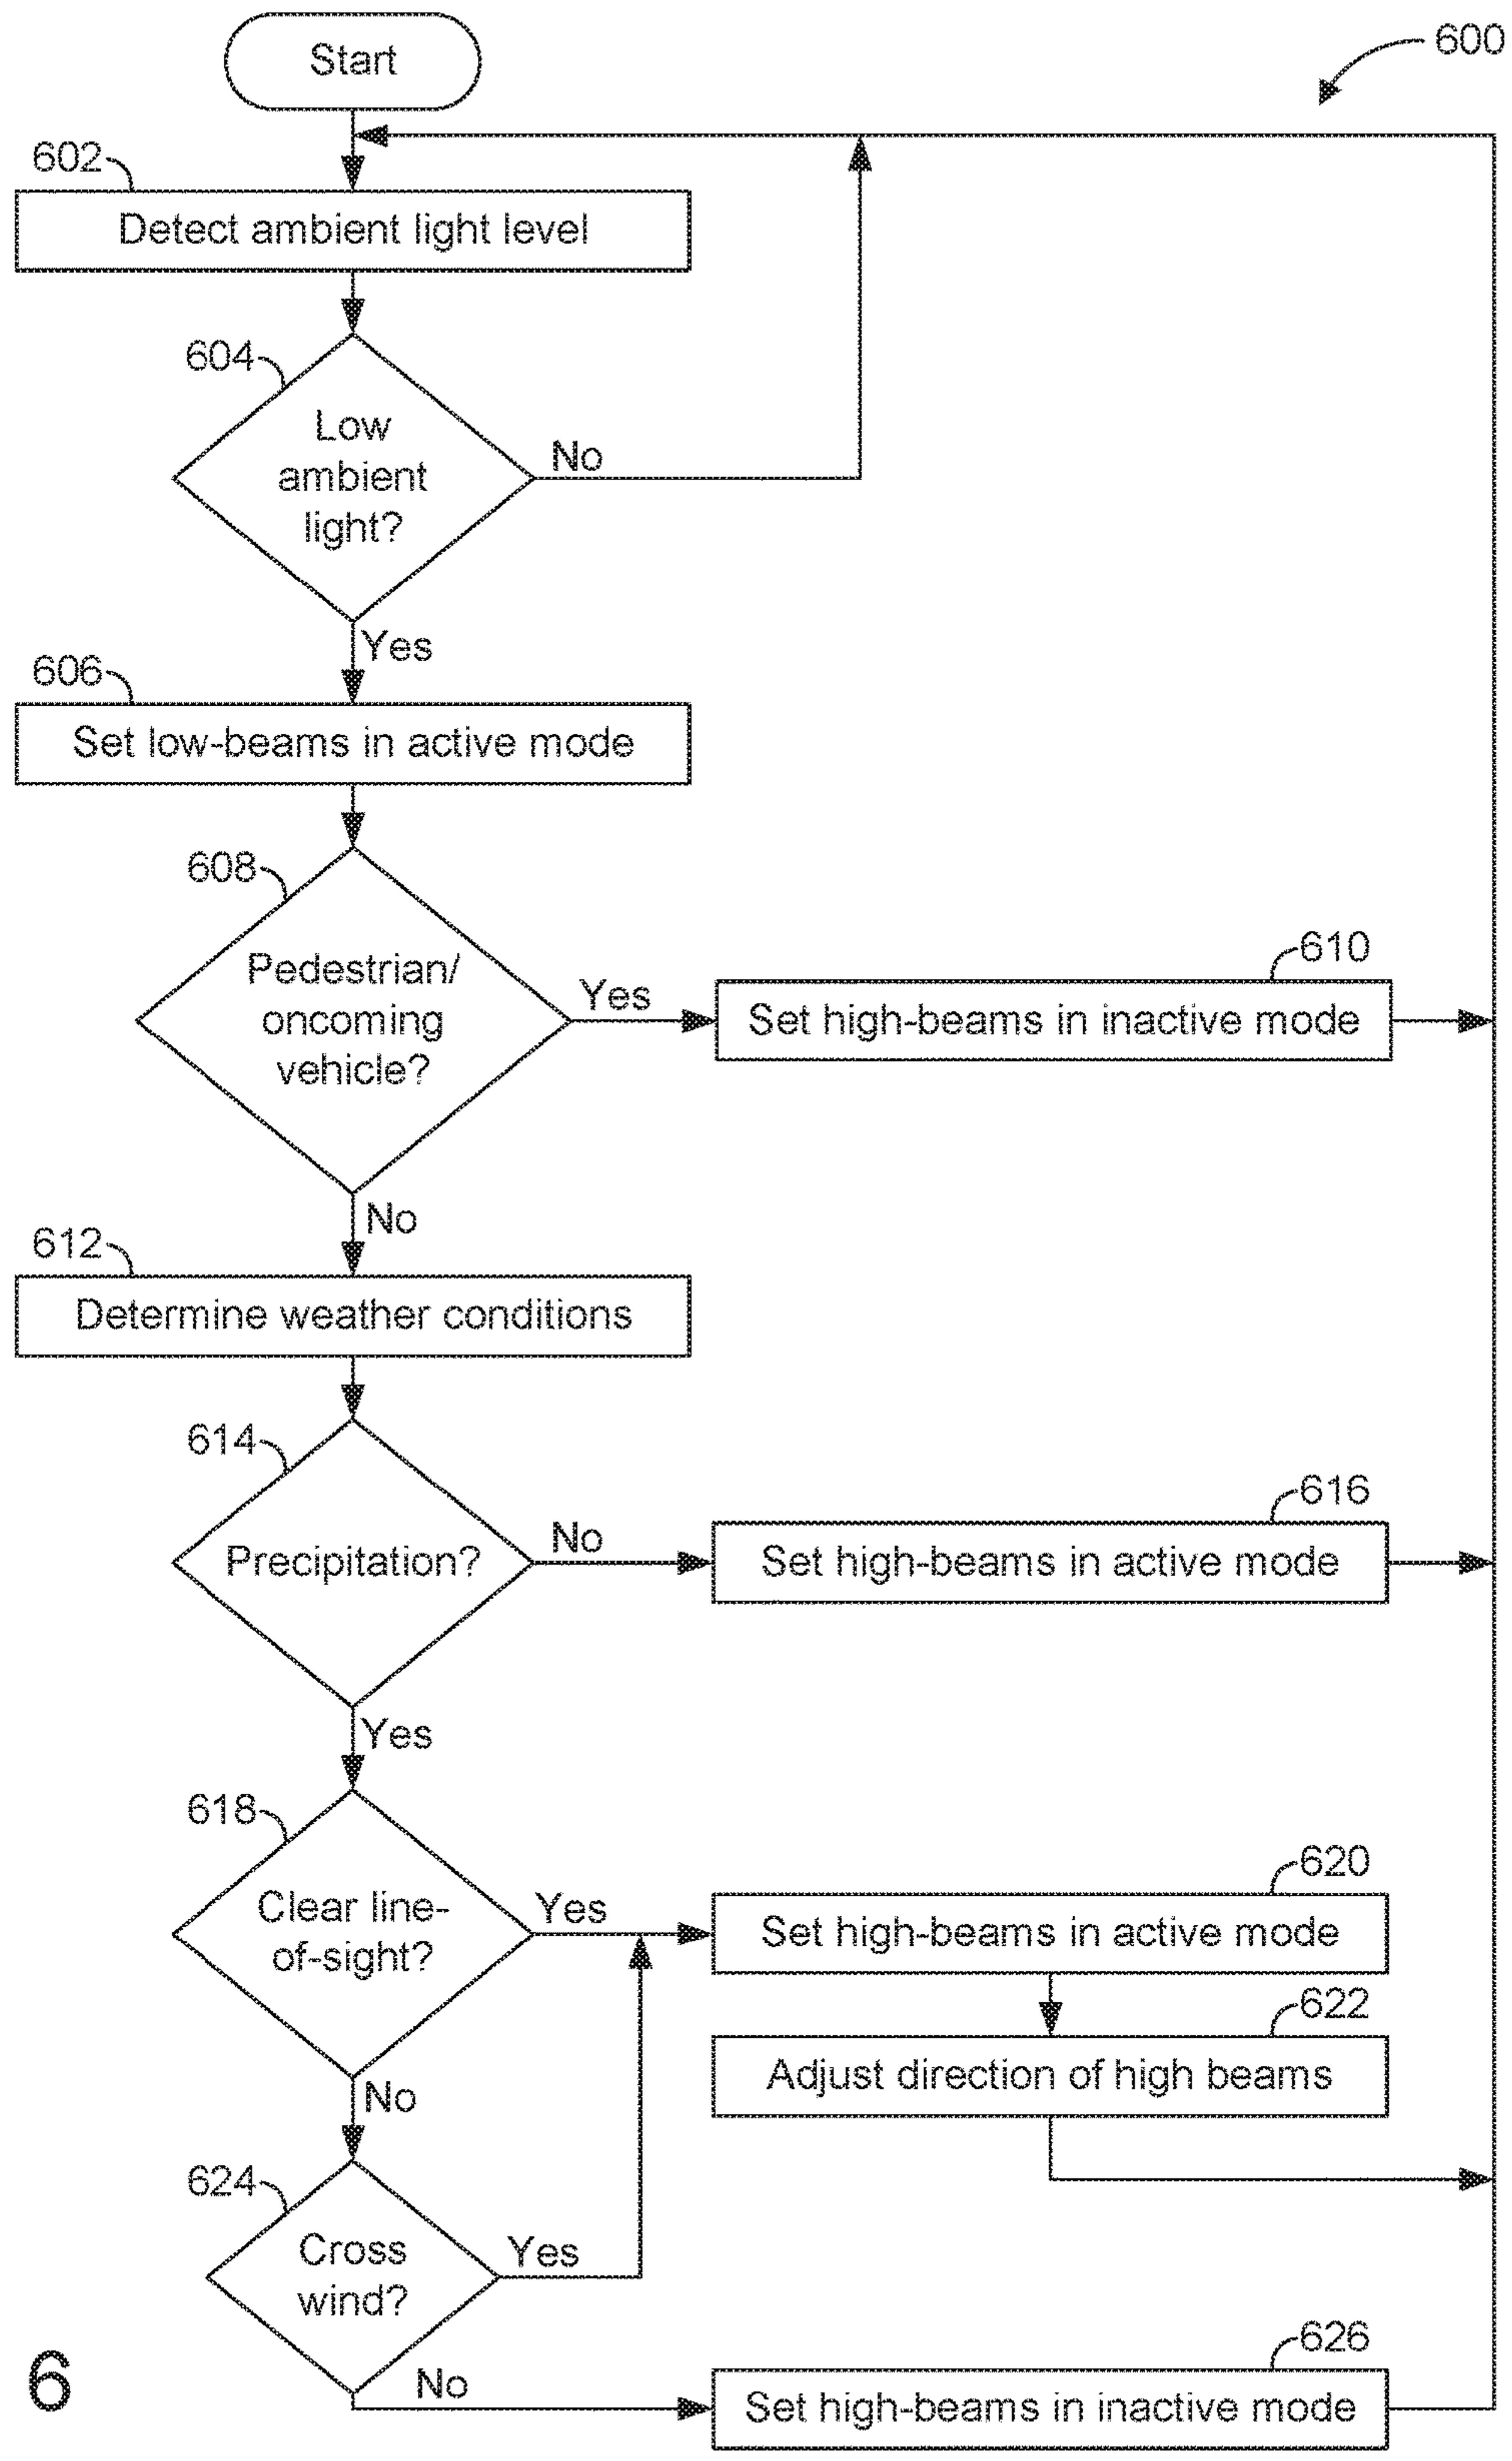 Start
600
602
Detect ambient light level
604
Low
ambient
light?
No
Yes
606
Set low-beams in active mode
608
Pedestrian/
oncoming
vehicle?
Yes
610
Set high-beams in inactive mode
No
612
Determine weather conditions
614
Precipitation?
No
616
Set high-beams in active mode
Yes
618
Clear line-
of-sight?
Yes
620
Set high-beams in active mode
622
Adjust direction of high beams
No
624
Cross
wind?
Yes
No
626
Set high-beams in inactive mode
6